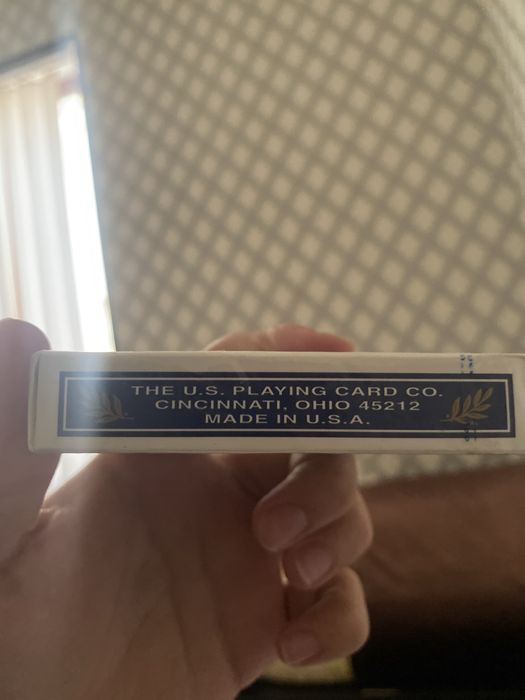 THE U.S. PLAYING CARD CO.
CINCINNATI, OHIO 45212
MADE IN U.S.A.